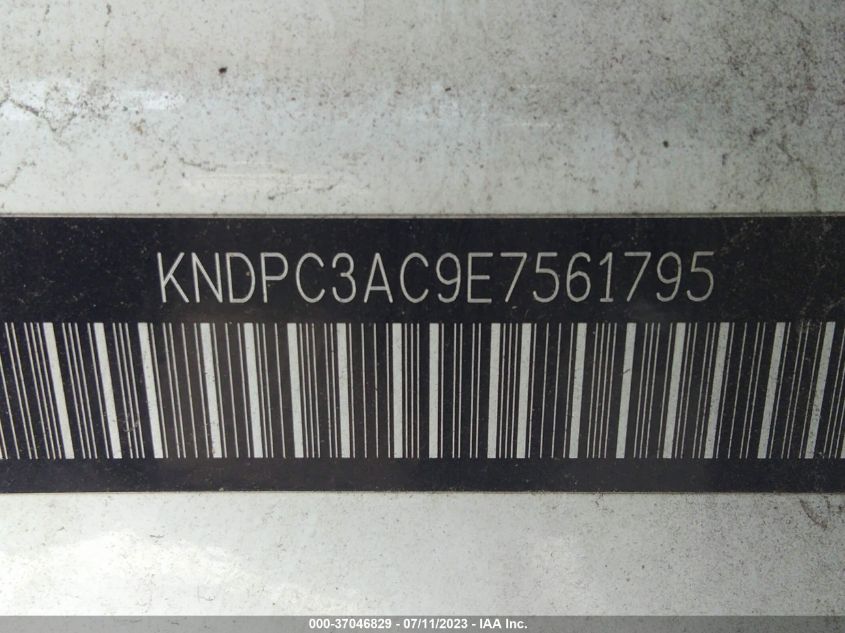 KNDPC3AC9E7561795
000-37046829 - 07/11/2023 - IAA Inc.